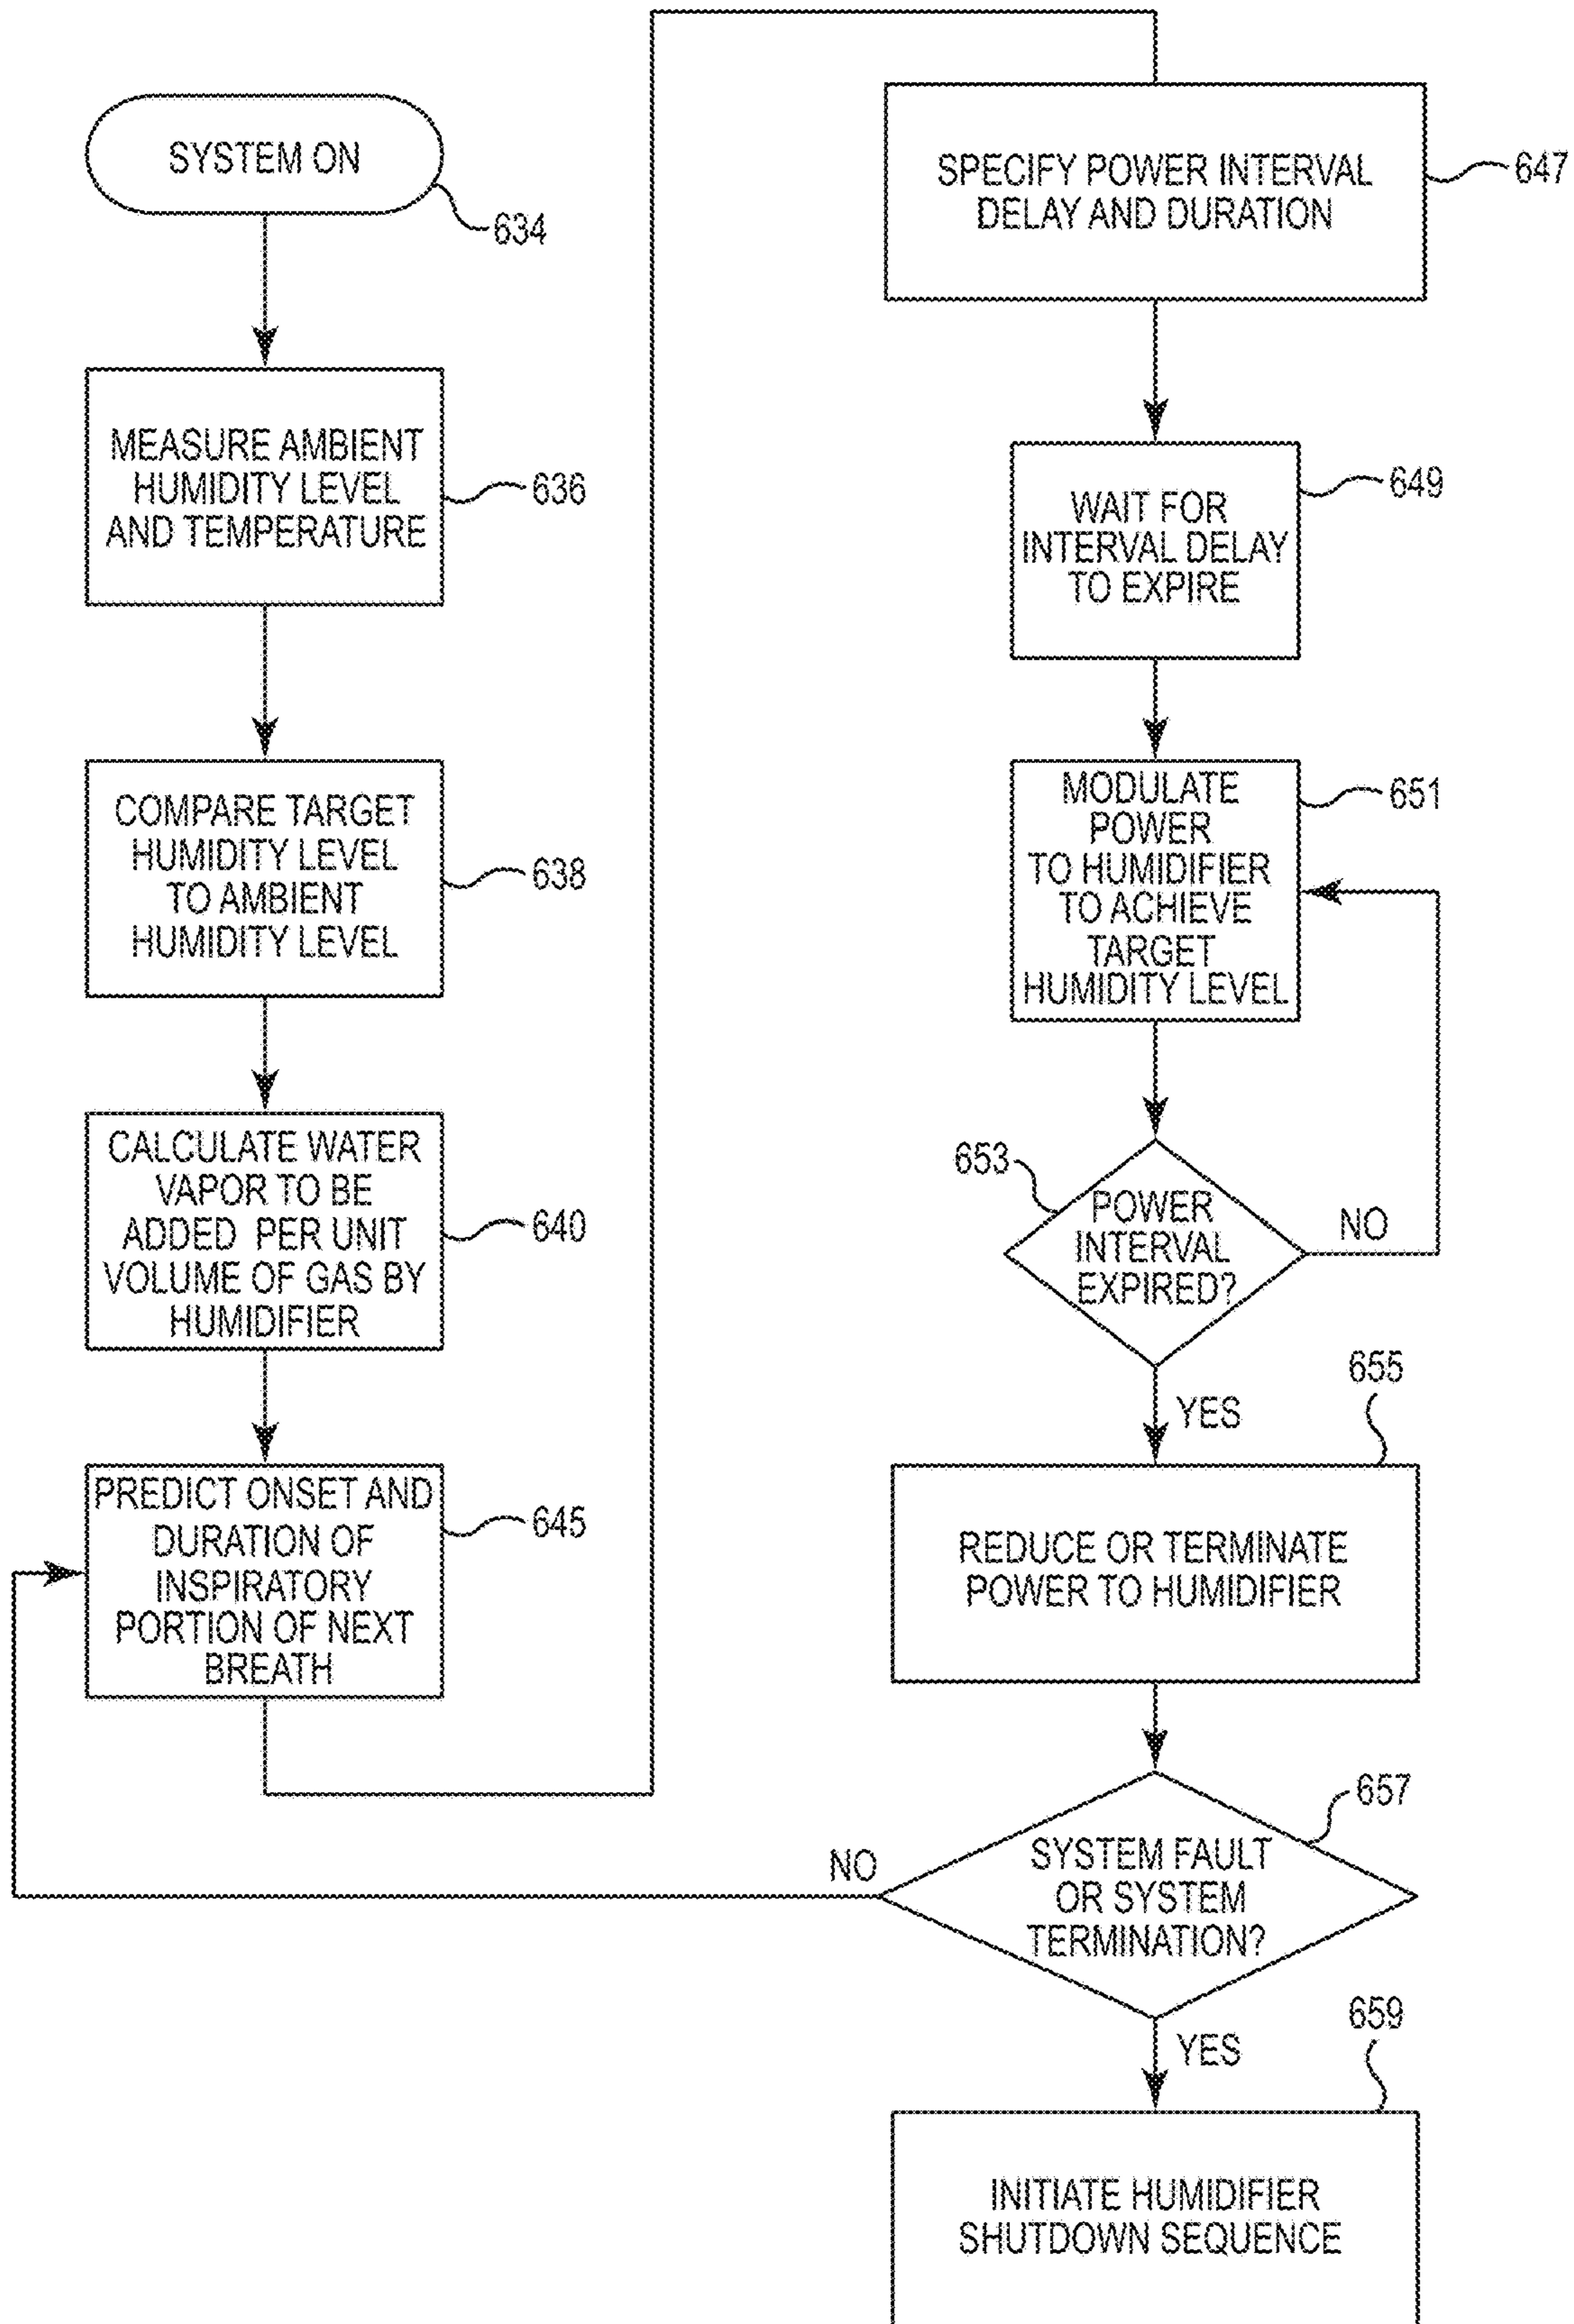 SYSTEM ON
634
MEASURE AMBIENT
HUMIDITY LEVEL
AND TEMPERATURE
636
COMPARE TARGET
HUMIDITY LEVEL
TO AMBIENT
HUMIDITY LEVEL
638
CALCULATE WATER
VAPOR TO BE
ADDED PER UNIT
VOLUME OF GAS BY
HUMIDIFIER
640
PREDICT ONSET AND
DURATION OF
INSPIRATORY
PORTION OF NEXT
BREATH
645
SPECIFY POWER INTERVAL
DELAY AND DURATION
647
WAIT FOR
INTERVAL DELAY
TO EXPIRE
649
MODULATE
POWER
TO HUMIDIFIER
TO ACHIEVE
TARGET
HUMIDITY LEVEL
651
653
POWER
INTERVAL
EXPIRED?
NO
YES
655
REDUCE OR TERMINATE
POWER TO HUMIDIFIER
657
SYSTEM FAULT
OR SYSTEM
TERMINATION?
NO
YES
659
INITIATE HUMIDIFIER
SHUTDOWN SEQUENCE